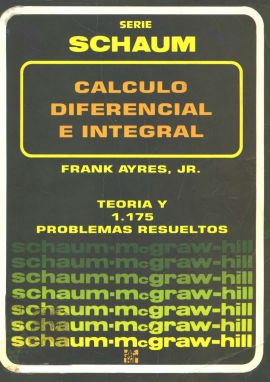 SERIE
SCHAUM
CALCULO
DIFERENCIAL
E INTEGRAL
FRANK AYRES, JR.
TEORIA Y
1.175
PROBLEMAS RESUELTOS
schaum·mcgraw-hill
schaum·mcgraw-hill
schaum·mcgraw-hill
schaum·mcgraw-hill
schaum·mcgraw-hill
schaum·mcgraw-hill
schaum·mcgraw-hill